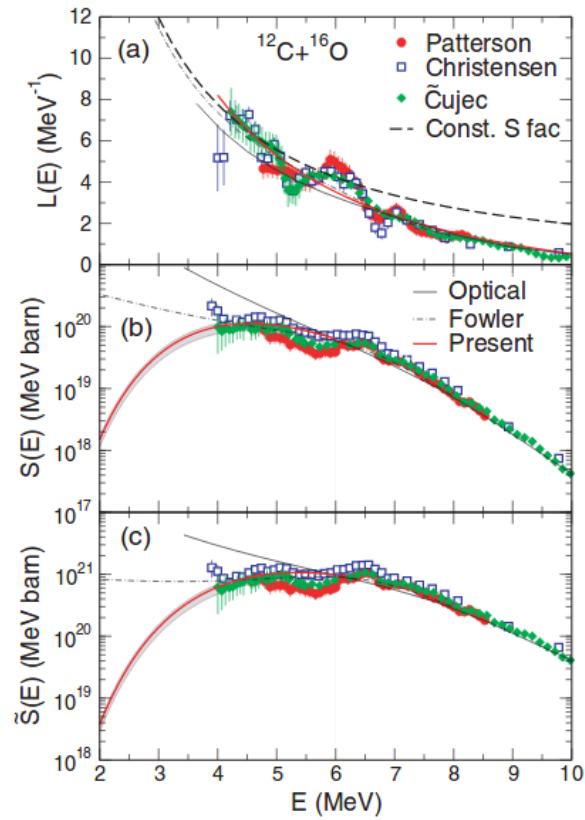 12
10
8
6
4
2
0
L(E) (MeV⁻¹)
(a)
¹²C+¹⁶O
Patterson
Christensen
C̃ujec
Const. S fac
10²⁰
10¹⁹
10¹⁸
10¹⁷
S(E) (MeV barn)
(b)
Optical
Fowler
Present
10²¹
10²⁰
10¹⁹
10¹⁸
S̃(E) (MeV barn)
(c)
2 3 4 5 6 7 8 9 10
E (MeV)